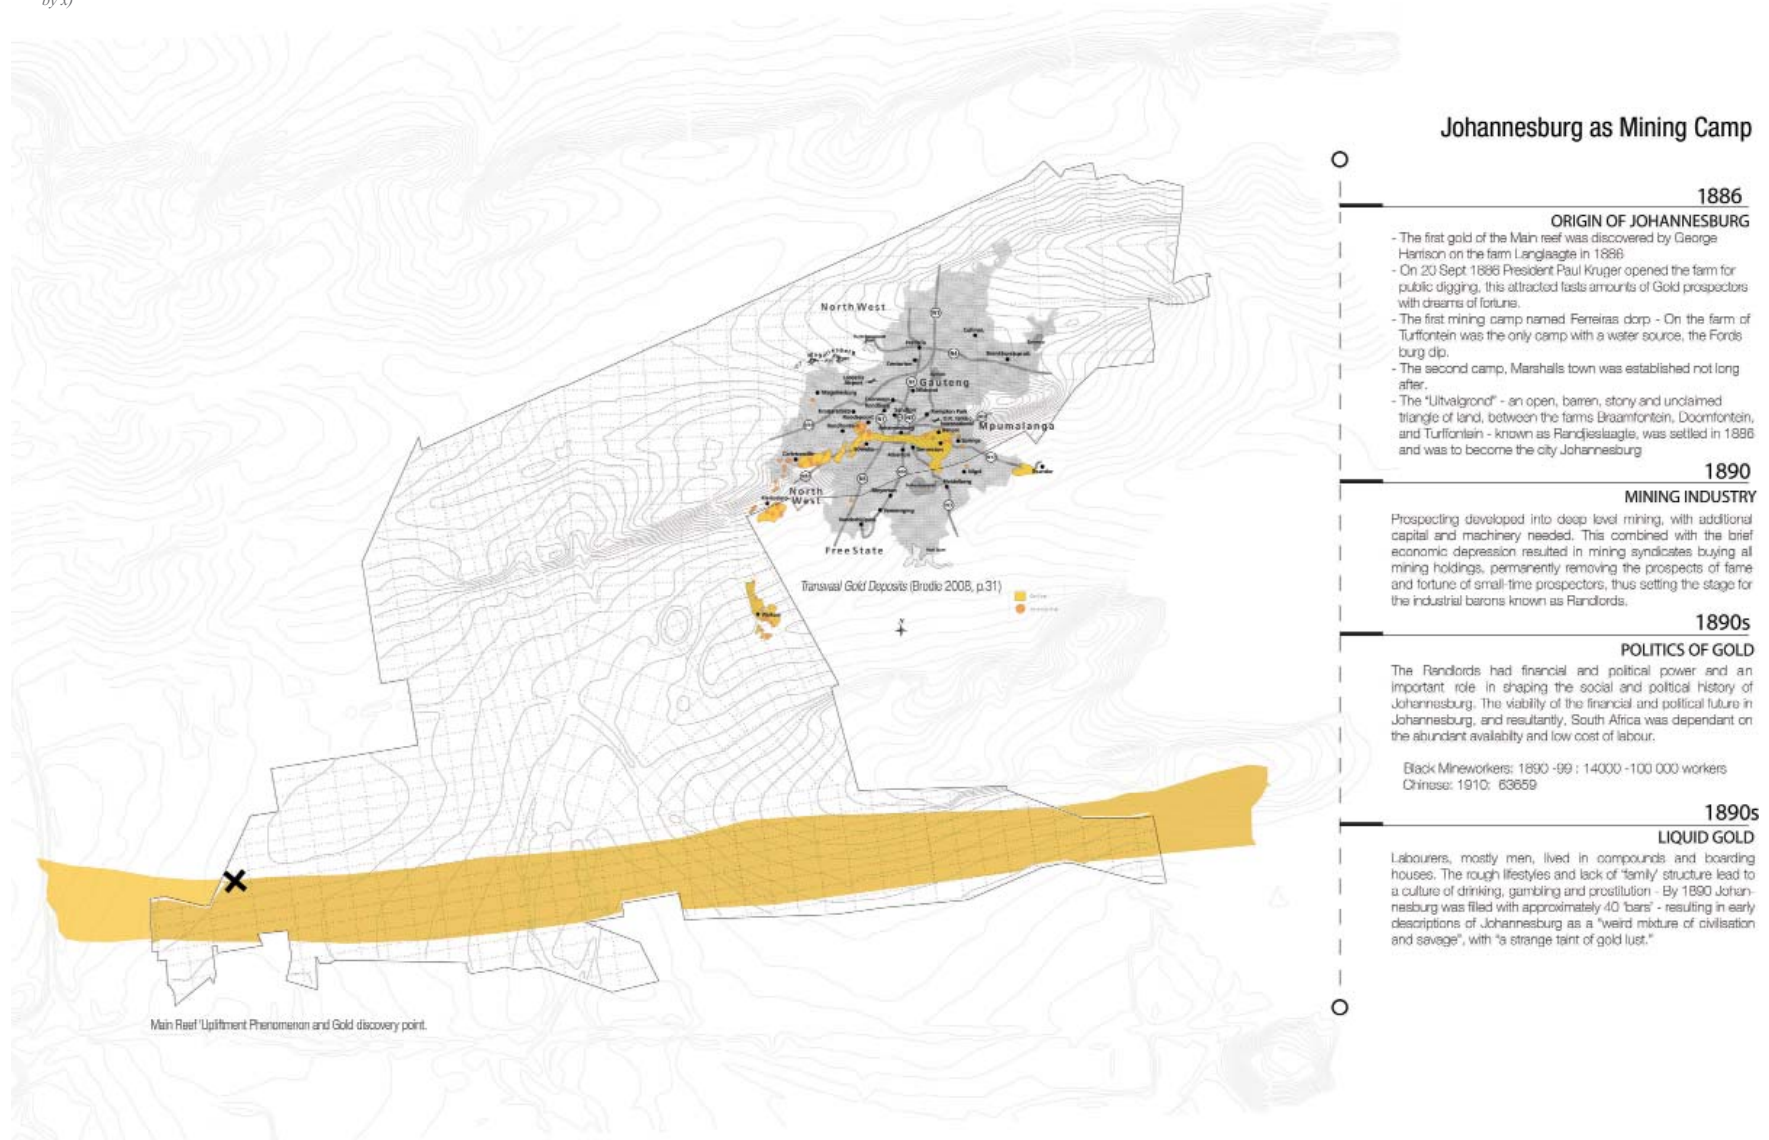 by x)
Johannesburg as Mining Camp
1886
ORIGIN OF JOHANNESBURG
- The first gold of the Main reef was discovered by George
Harrison on the farm Langlaagte in 1886
- On 20 Sept 1886 President Paul Kruger opened the farm for
public digging, this attracted fasts amounts of Gold prospectors
with dreams of fortune.
- The first mining camp named Ferreiras dorp - On the farm of
Turffontein was the only camp with a water source, the Fords
burg dip.
- The second camp, Marshalls town was established not long
after.
- The "Uitvalgrond" - an open, barren, stony and unclaimed
triangle of land, between the farms Braamfontein, Doornfontein,
and Turffontein - known as Randjieslaagte, was settled in 1886
and was to become the city Johannesburg
1890
MINING INDUSTRY
Prospecting developed into deep level mining, with additional
capital and machinery needed. This combined with the brief
economic depression resulted in mining syndicates buying all
mining holdings, permanently removing the prospects of fame
and fortune of small-time prospectors, thus setting the stage for
the industrial barons known as Randlords.
1890s
POLITICS OF GOLD
The Randlords had financial and political power and an
important role in shaping the social and political history of
Johannesburg. The viability of the financial and political future in
Johannesburg, and resultantly, South Africa was dependant on
the abundant availabilty and low cost of labour.
Black Mineworkers: 1890 -99 : 14000 -100 000 workers
Chinese: 1910: 63659
1890s
LIQUID GOLD
Labourers, mostly men, lived in compounds and boarding
houses. The rough lifestyles and lack of 'family' structure lead to
a culture of drinking, gambling and prostitution - By 1890 Johan-
nesburg was filled with approximately 40 'bars' - resulting in early
descriptions of Johannesburg as a "weird mixture of civilisation
and savage", with "a strange taint of gold lust."
North West
Gauteng
Mpumalanga
North
West
Free State
Transvaal Gold Deposits (Brodie 2008, p.31)
N
Main Reef 'Upliftment Phenomenon and Gold discovery point.